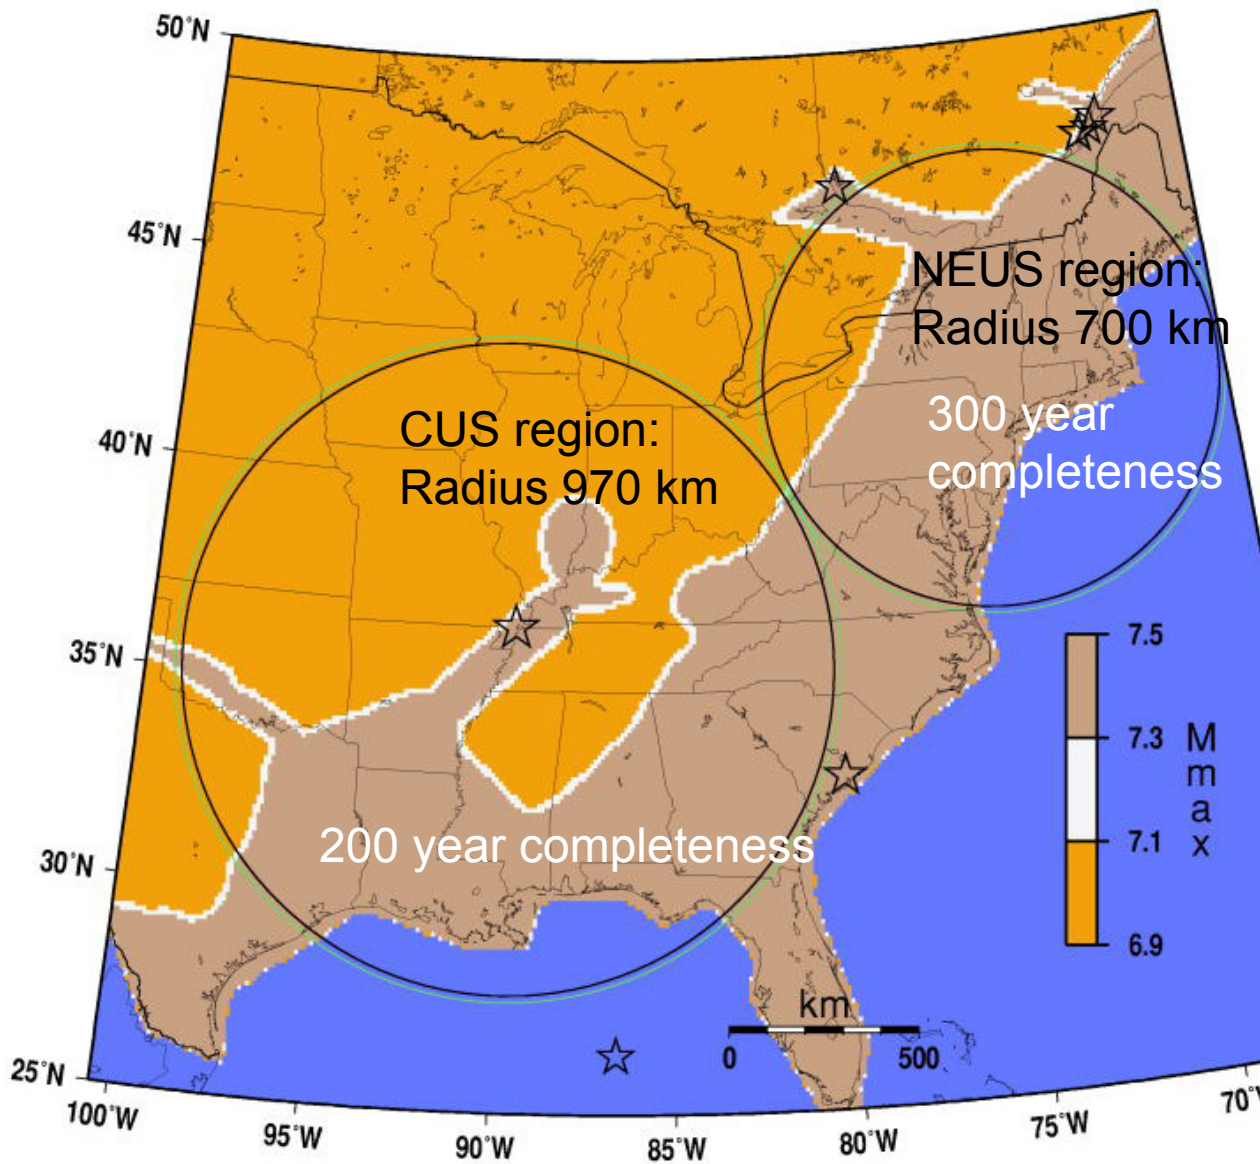 50°N
45°N
40°N
35°N
30°N
25°N
NEUS region:
Radius 700 km
300 year
completeness
CUS region:
Radius 970 km
200 year completeness
7.5
7.3
7.1
6.9
M
m
a
x
km
0
500
100°W
95°W
90°W
85°W
80°W
75°W
70°